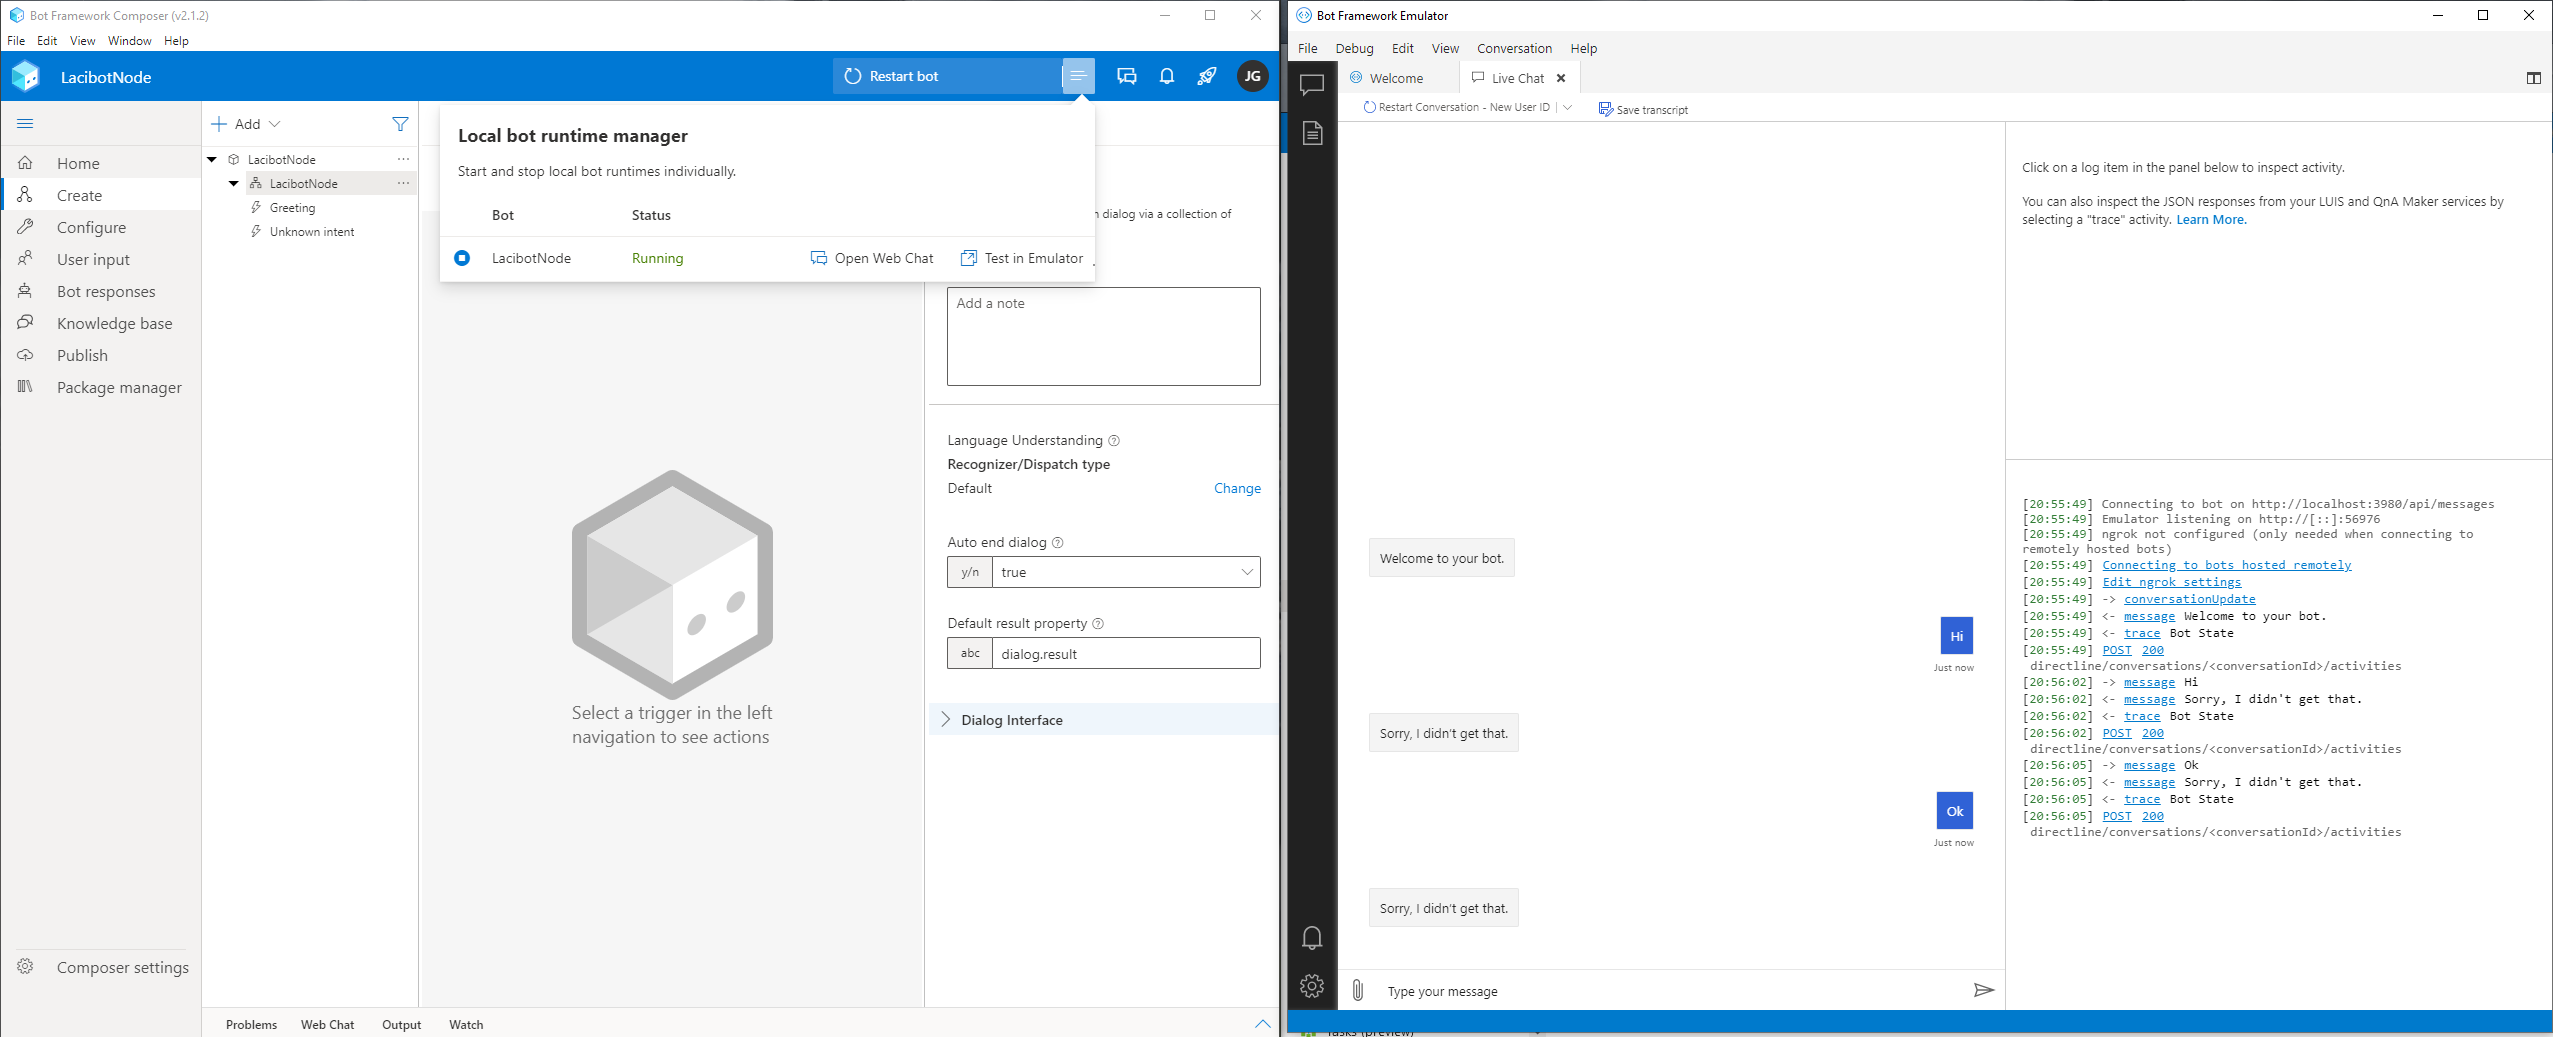 Bot Framework Composer (v2.1.2)
File Edit View Window Help
LacibotNode
Restart bot
JG
Home
Create
Configure
User input
Bot responses
Knowledge base
Publish
Package manager
Composer settings
Add
LacibotNode
LacibotNode
Greeting
Unknown intent
Local bot runtime manager
Start and stop local bot runtimes individually.
Bot Status
LacibotNode Running Open Web Chat Test in Emulator
dialog via a collection of
Add a note
Language Understanding
Recognizer/Dispatch type
Default Change
Auto end dialog
y/n true
Default result property
abc dialog.result
Dialog Interface
Select a trigger in the left
navigation to see actions
Problems Web Chat Output Watch
Bot Framework Emulator
File Debug Edit View Conversation Help
Welcome Live Chat
Restart Conversation - New User ID Save transcript
Welcome to your bot.
Hi
Just now
Sorry, I didn't get that.
Ok
Just now
Sorry, I didn't get that.
Type your message
Click on a log item in the panel below to inspect activity.
You can also inspect the JSON responses from your LUIS and QnA Maker services by
selecting a "trace" activity. Learn More.
[20:55:49] Connecting to bot on http://localhost:3980/api/messages
[20:55:49] Emulator listening on http://[::]:56976
[20:55:49] ngrok not configured (only needed when connecting to
remotely hosted bots)
[20:55:49] Connecting to bots hosted remotely
[20:55:49] Edit ngrok settings
[20:55:49] -> conversationUpdate
[20:55:49] <- message Welcome to your bot.
[20:55:49] <- trace Bot State
[20:55:49] POST 200
directline/conversations/<conversationId>/activities
[20:56:02] -> message Hi
[20:56:02] <- message Sorry, I didn't get that.
[20:56:02] <- trace Bot State
[20:56:02] POST 200
directline/conversations/<conversationId>/activities
[20:56:05] -> message Ok
[20:56:05] <- message Sorry, I didn't get that.
[20:56:05] <- trace Bot State
[20:56:05] POST 200
directline/conversations/<conversationId>/activities
Tasks (preview)